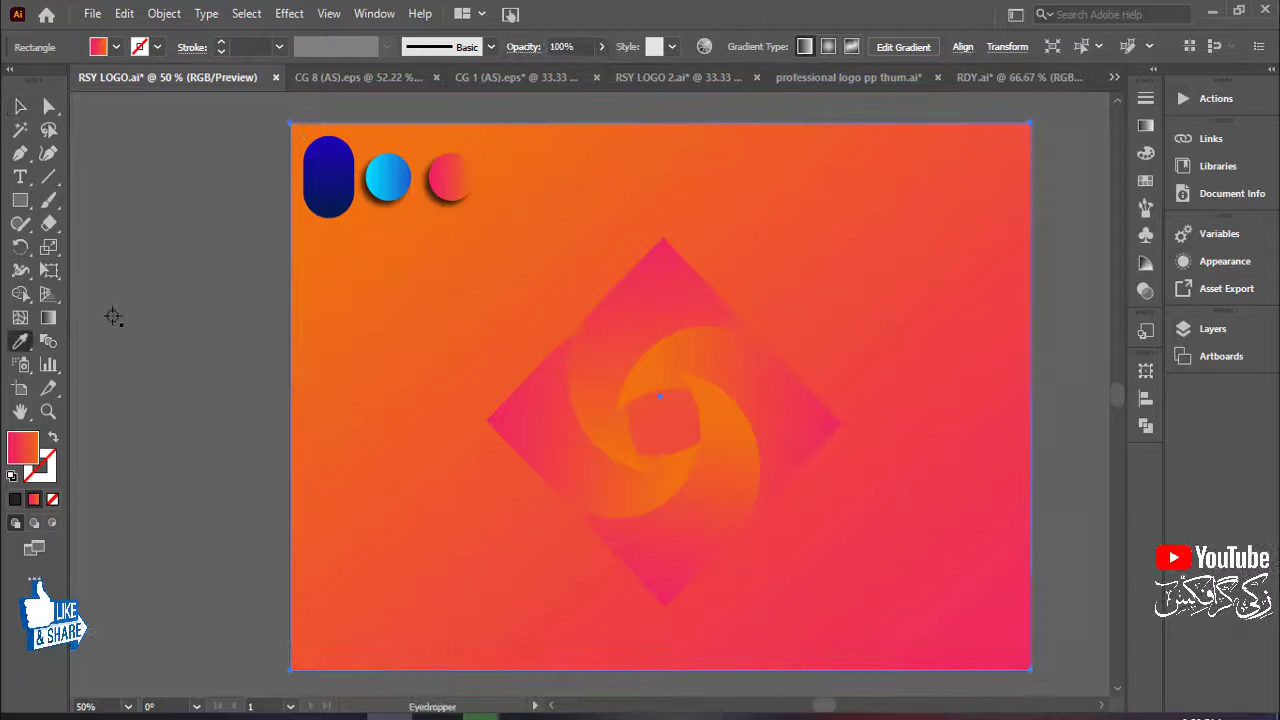 Ai
File Edit Object Type Select Effect View Window Help
Search Adobe Help
Rectangle
Stroke:
Basic
Opacity: 100%
Style:
Gradient Type:
Edit Gradient
Align
Transform
RSY LOGO.ai* @ 50 % (RGB/Preview)
CG 8 (AS).eps @ 52.22 %...
CG 1 (AS).eps* @ 33.33 ...
RSY LOGO 2.ai* @ 33.33 ...
professional logo pp thum.ai*
RDY.ai* @ 66.67 % (RGB...
Actions
Links
Libraries
Document Info
Variables
Appearance
Asset Export
Layers
Artboards
YouTube
زکی گرافکس
LIKE
& SHARE
50%
0°
1
Eyedropper